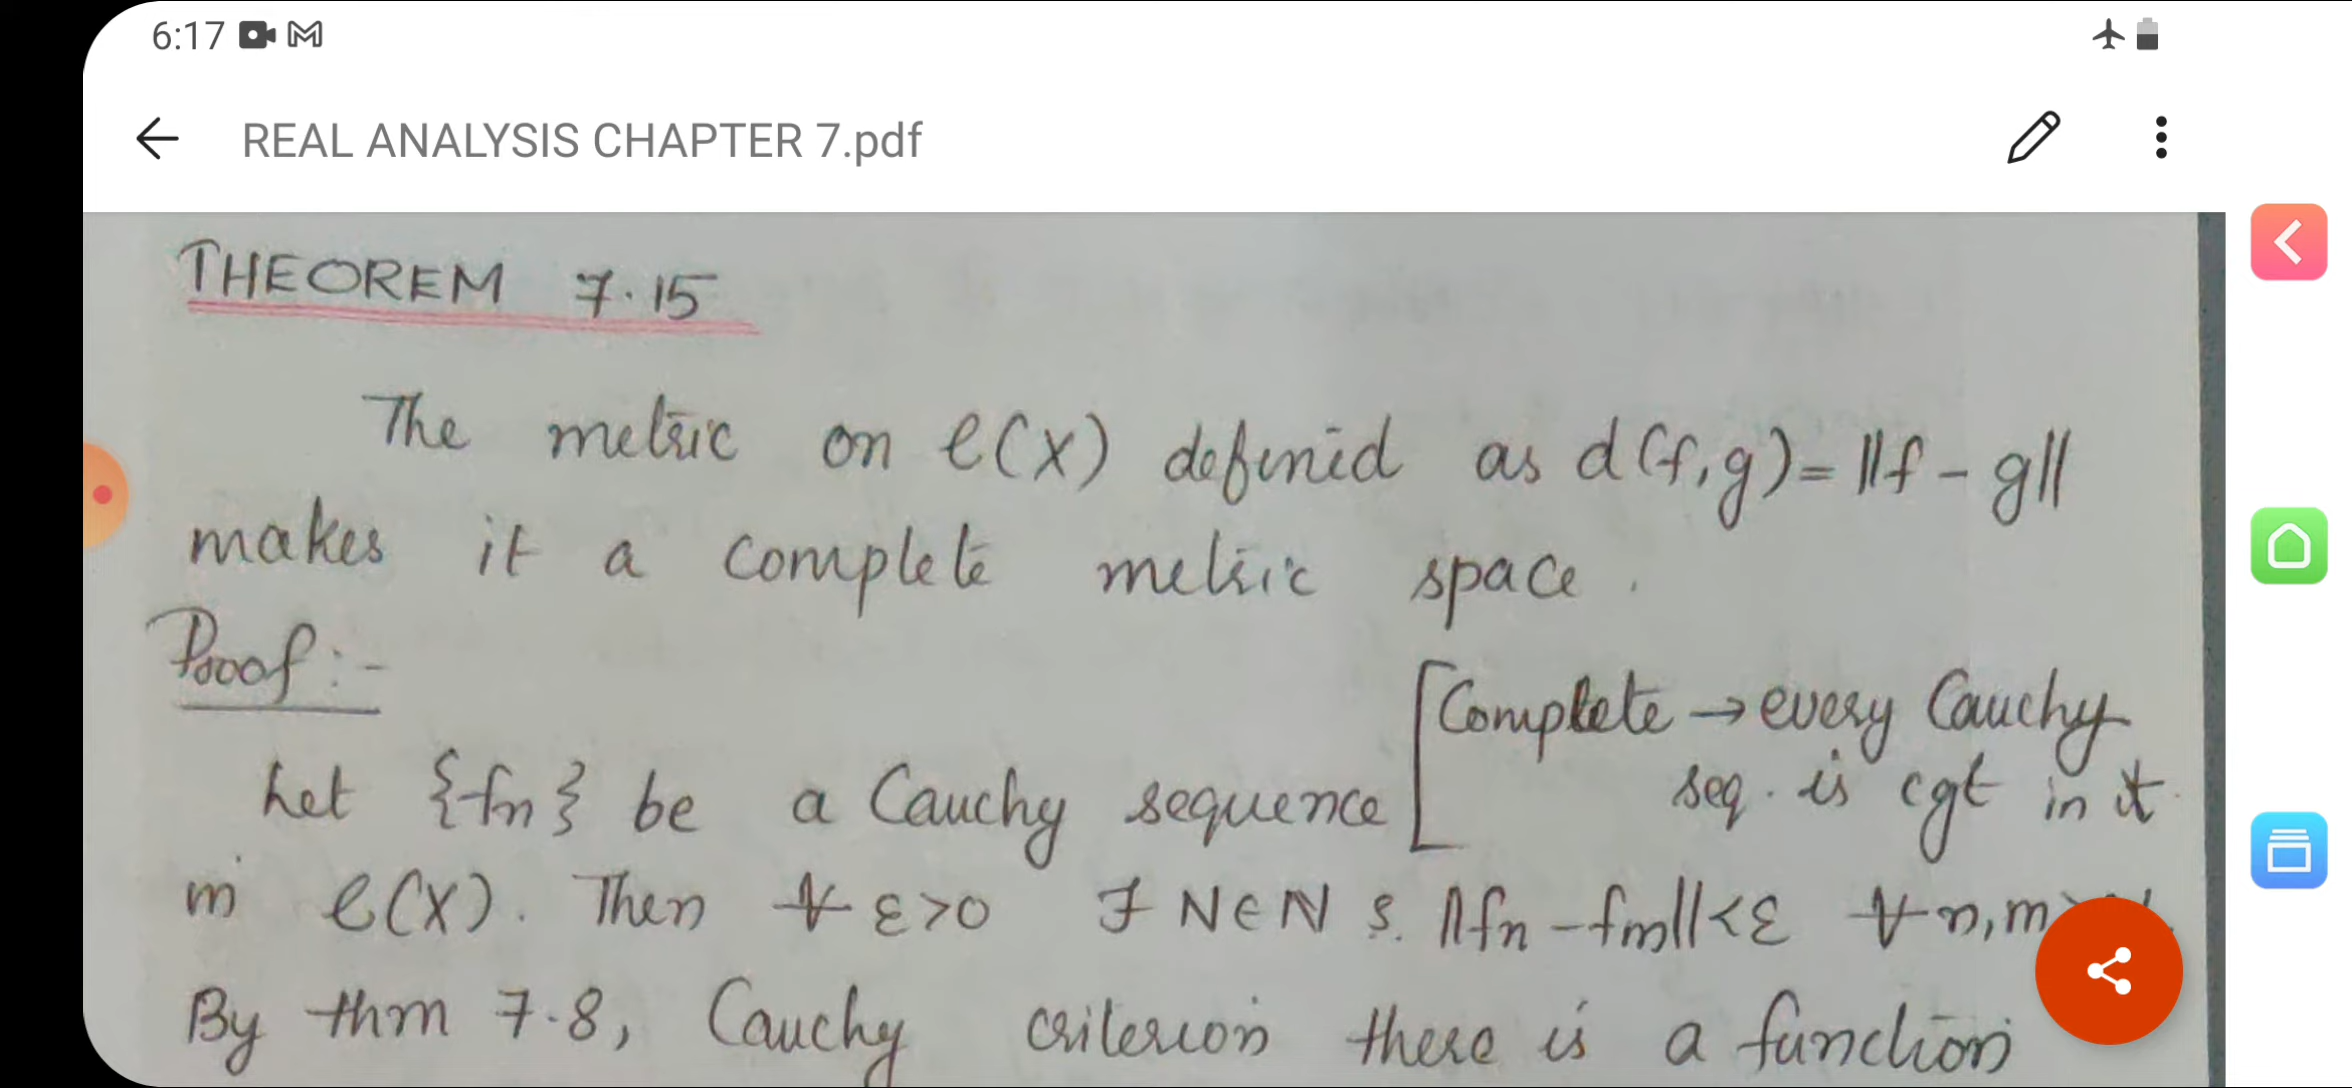 6:17
REAL ANALYSIS CHAPTER 7.pdf
THEOREM 7.15
The metric on C(X) defined as d(f,g) = ||f - g||
makes it a complete metric space.
Proof :-
[Complete → every Cauchy
seq. is cgt in it.
Let {fn} be a Cauchy sequence
in C(X). Then ∀ ε>0 ∃ N∈ℕ s. ||fn - fm||<ε ∀ n,m
By thm 7.8, Cauchy criterion there is a function